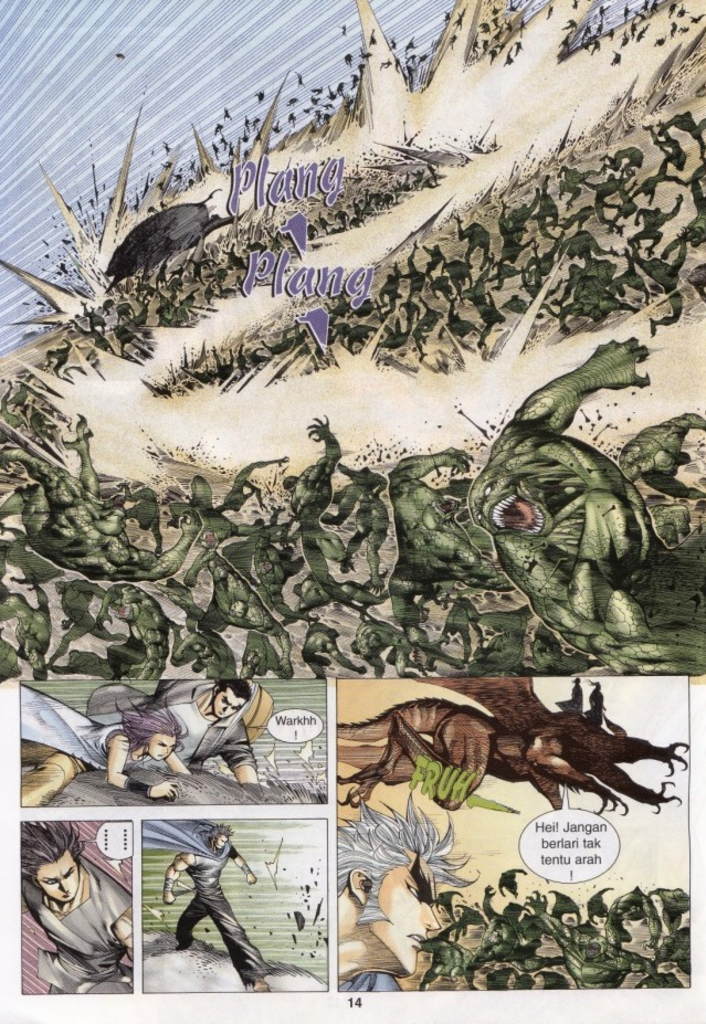 Plang
Plang
Warkhh
!
FRUH
Hei! Jangan
berlari tak
tentu arah
!
......
......
14